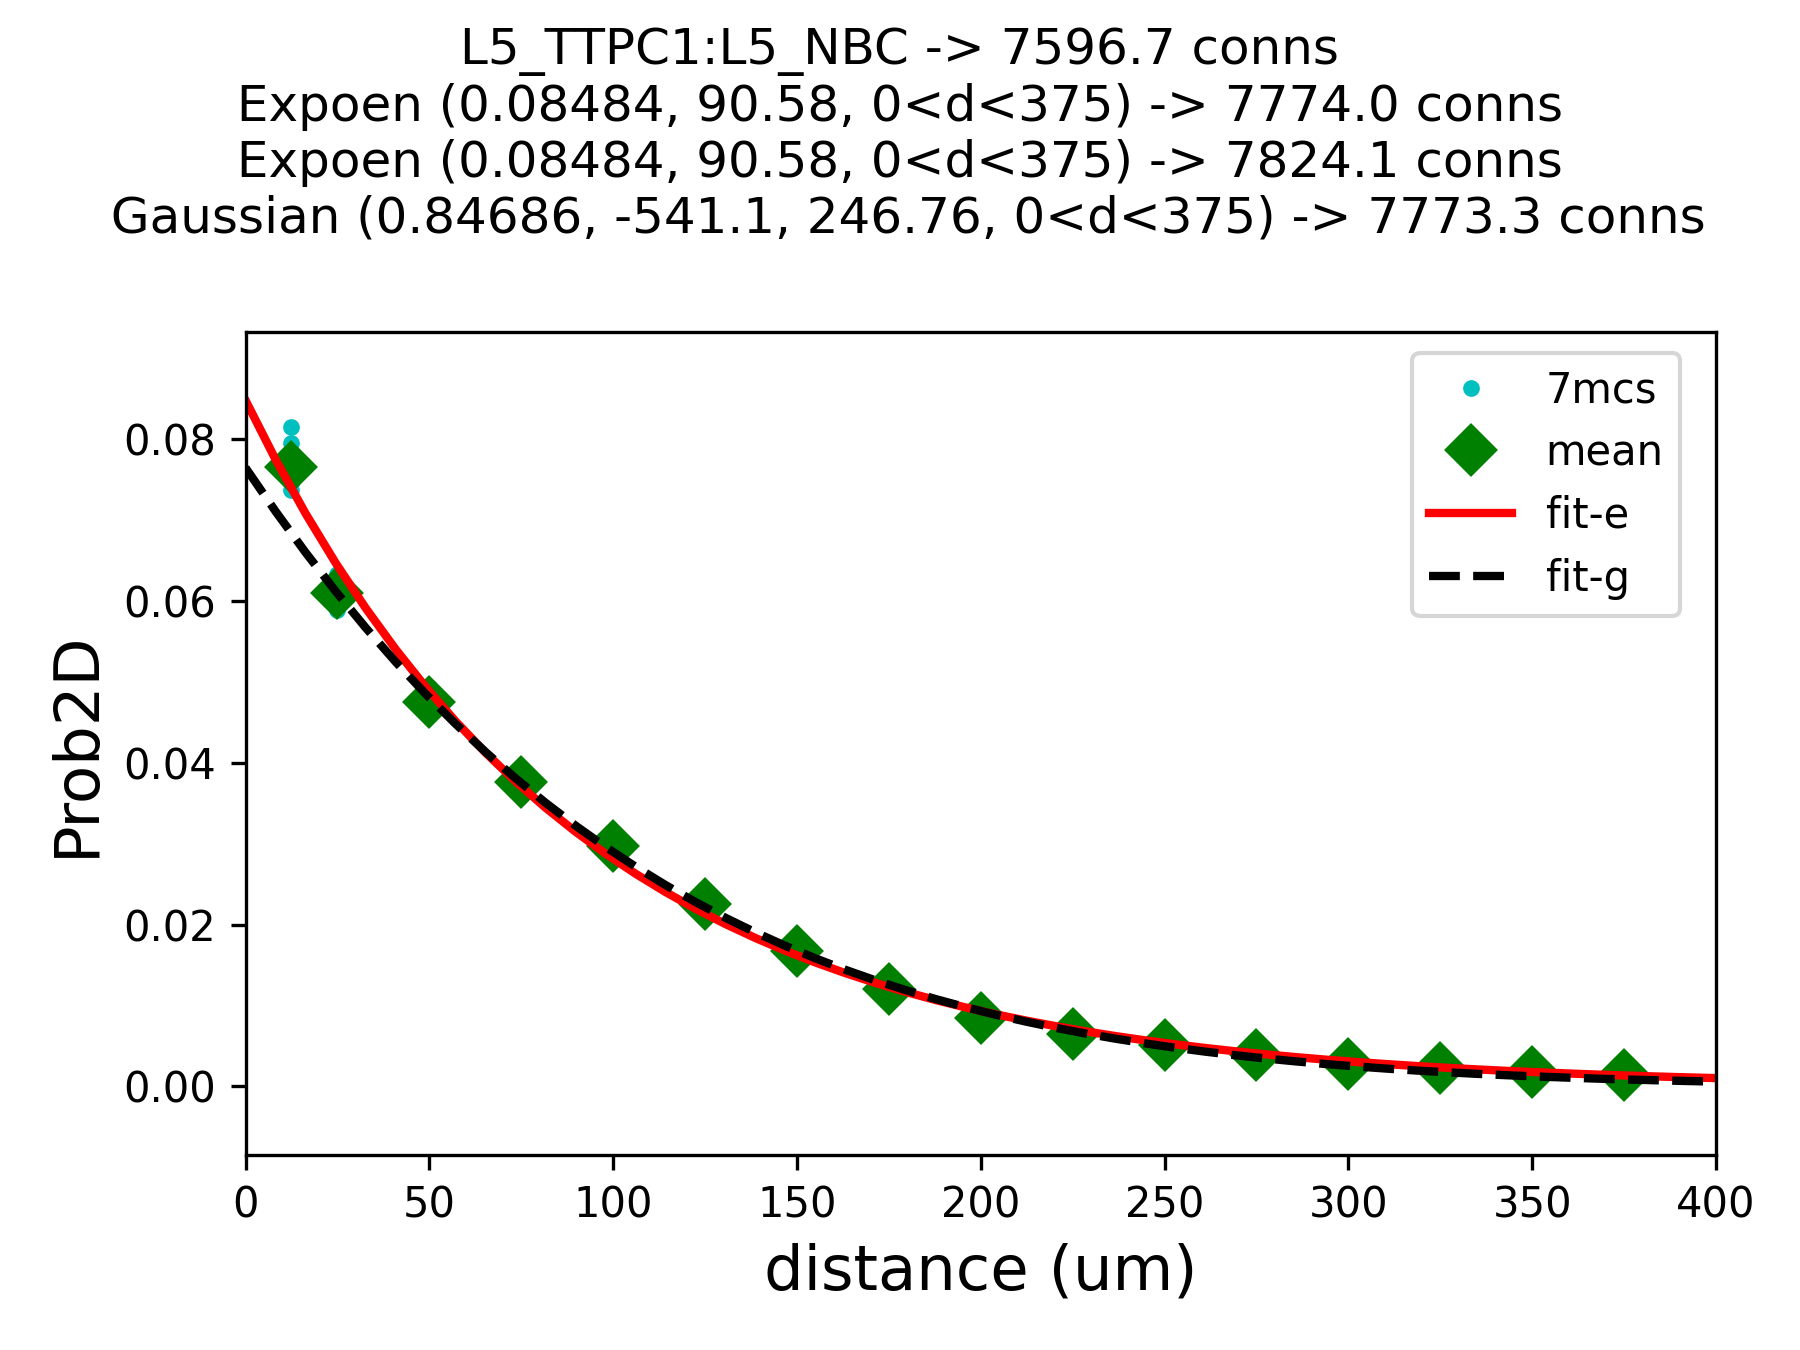 L5_TTPC1:L5_NBC -> 7596.7 conns
Expoen (0.08484, 90.58, 0<d<375) -> 7774.0 conns
Expoen (0.08484, 90.58, 0<d<375) -> 7824.1 conns
Gaussian (0.84686, -541.1, 246.76, 0<d<375) -> 7773.3 conns
7mcs
mean
fit-e
fit-g
0.08
0.06
0.04
0.02
0.00
Prob2D
0 50 100 150 200 250 300 350 400
distance (um)